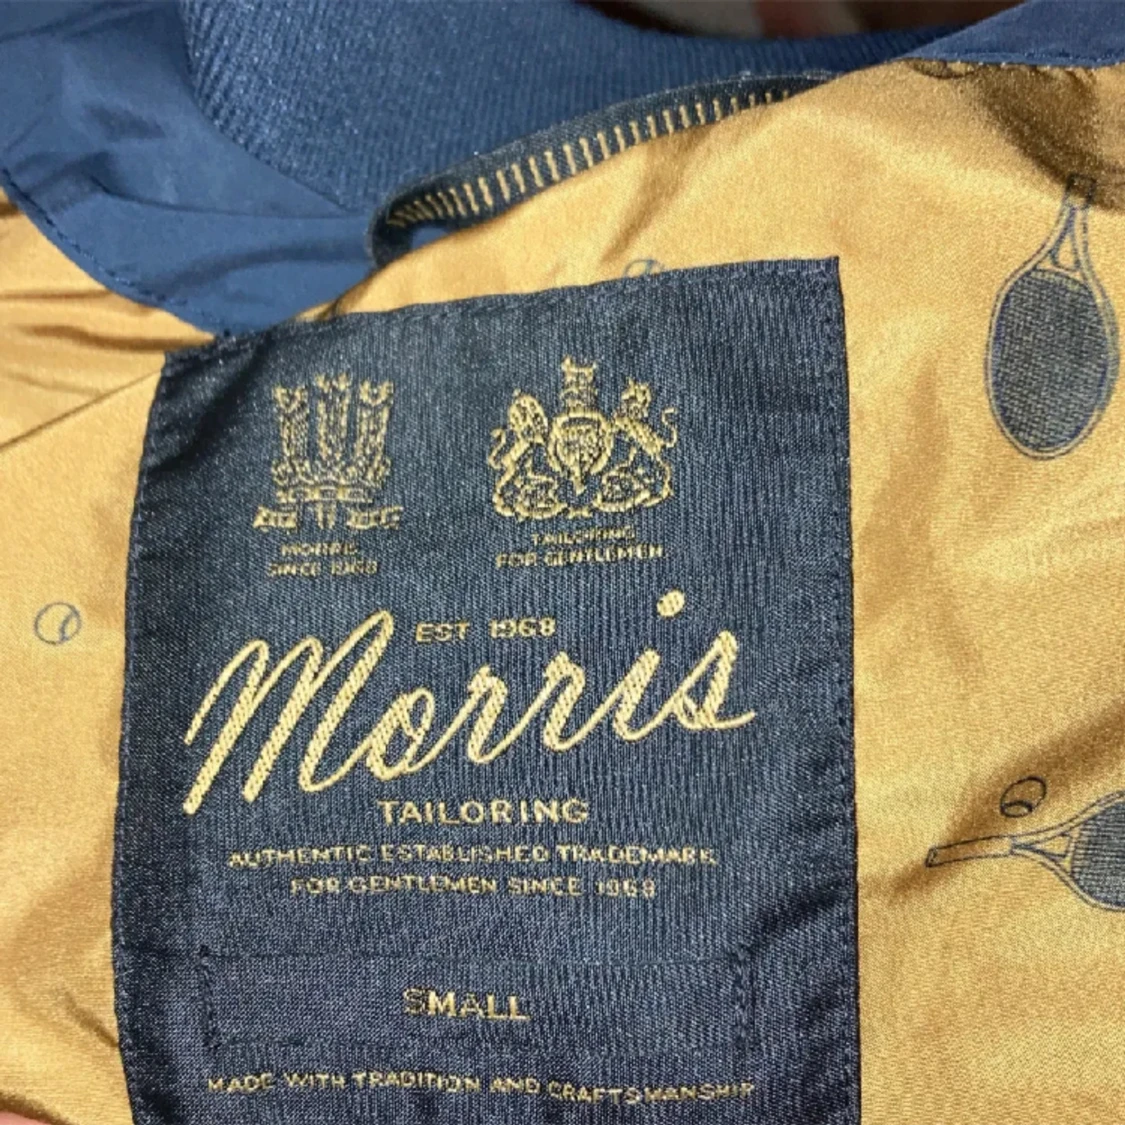 MORRIS
SINCE 1968
TAILORING
FOR GENTLEMEN
EST 1968
Morris
TAILORING
AUTHENTIC ESTABLISHED TRADEMARK
FOR GENTLEMEN SINCE 1968
SMALL
MADE WITH TRADITION AND CRAFTSMANSHIP